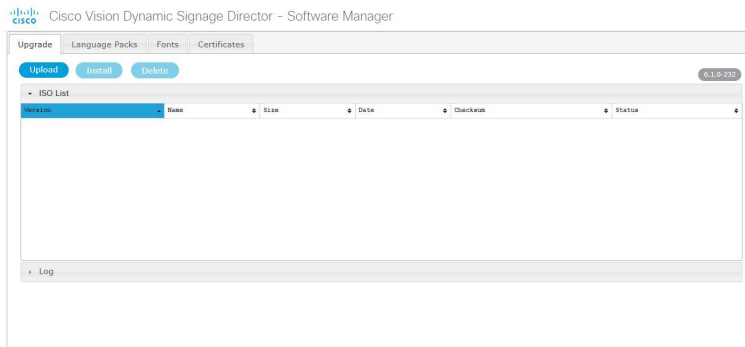 CISCO Cisco Vision Dynamic Signage Director - Software Manager
Upgrade Language Packs Fonts Certificates
Upload Install Delete
6.1.0-232
ISO List
Version Name Size Date Checksum Status
Log